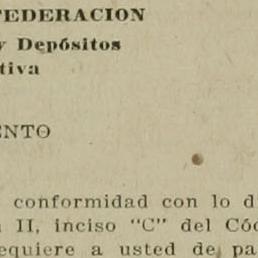 FEDERACION
y Depósitos
tiva
ENTO
conformidad con lo d
II, inciso "C" del Cód
equiere a usted de pa